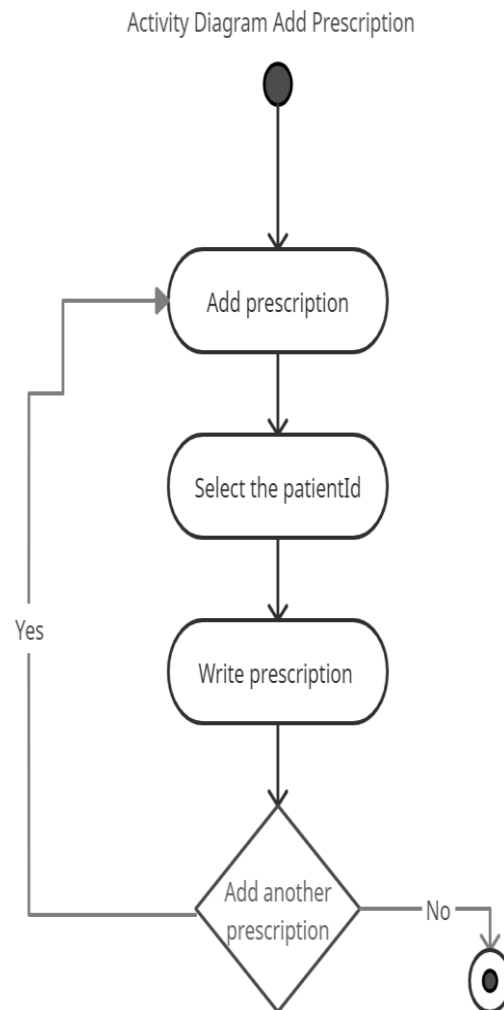 Activity Diagram Add Prescription
Add prescription
Select the patientId
Yes
Write prescription
Add another
prescription
No